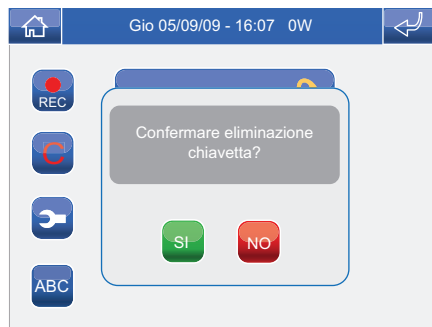 Gio 05/09/09 - 16:07 0W
REC
C
Confermare eliminazione
chiavetta?
SI
NO
ABC